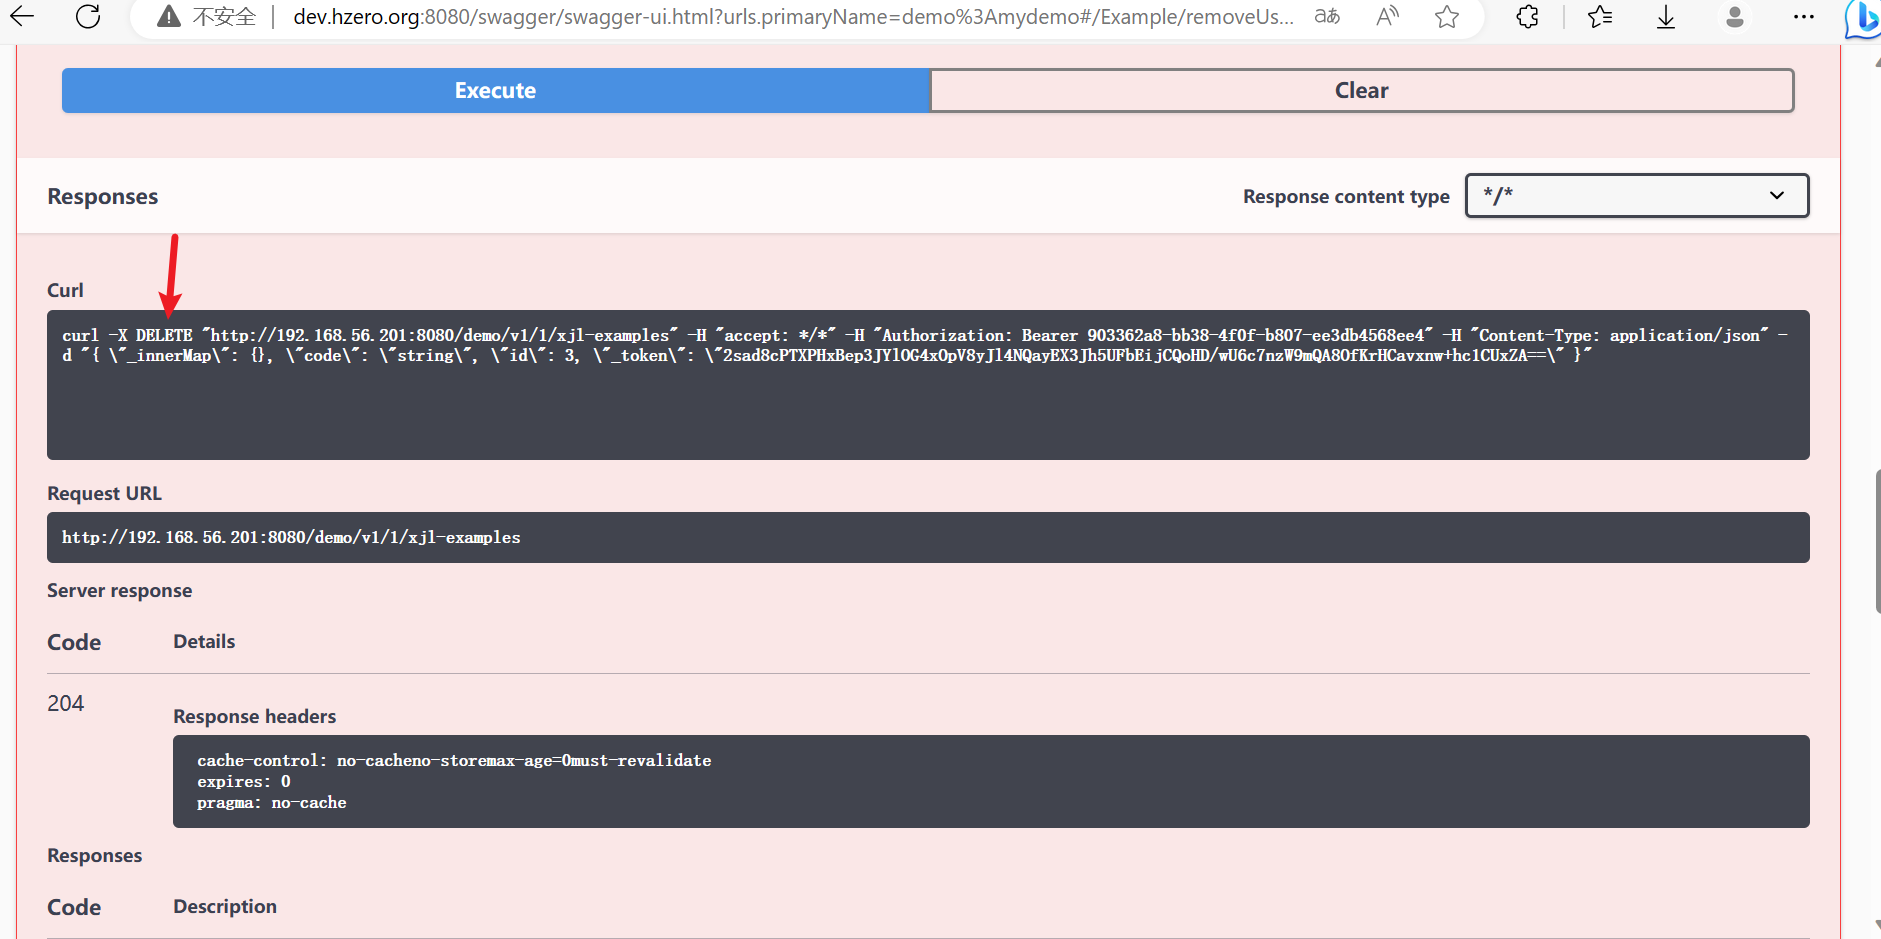 不安全 dev.hzero.org:8080/swagger/swagger-ui.html?urls.primaryName=demo%3Amydemo#/Example/removeUs... aあ A
Execute Clear
Responses Response content type */*
Curl
curl -X DELETE "http://192.168.56.201:8080/demo/v1/1/xjl-examples" -H "accept: */*" -H "Authorization: Bearer 903362a8-bb38-4f0f-b807-ee3db4568ee4" -H "Content-Type: application/json" -
d "{ \"_innerMap\": {}, \"code\": \"string\", \"id\": 3, \"_token\": \"2sad8cPTXPHxBep3JYlOG4xOpV8yJl4NQayEX3Jh5UFbEijCQoHD/wU6c7nzW9mQA8OfKrHCavxnw+hc1CUxZA==\" }"
Request URL
http://192.168.56.201:8080/demo/v1/1/xjl-examples
Server response
Code Details
204
Response headers
cache-control: no-cacheno-storemax-age=0must-revalidate
expires: 0
pragma: no-cache
Responses
Code Description